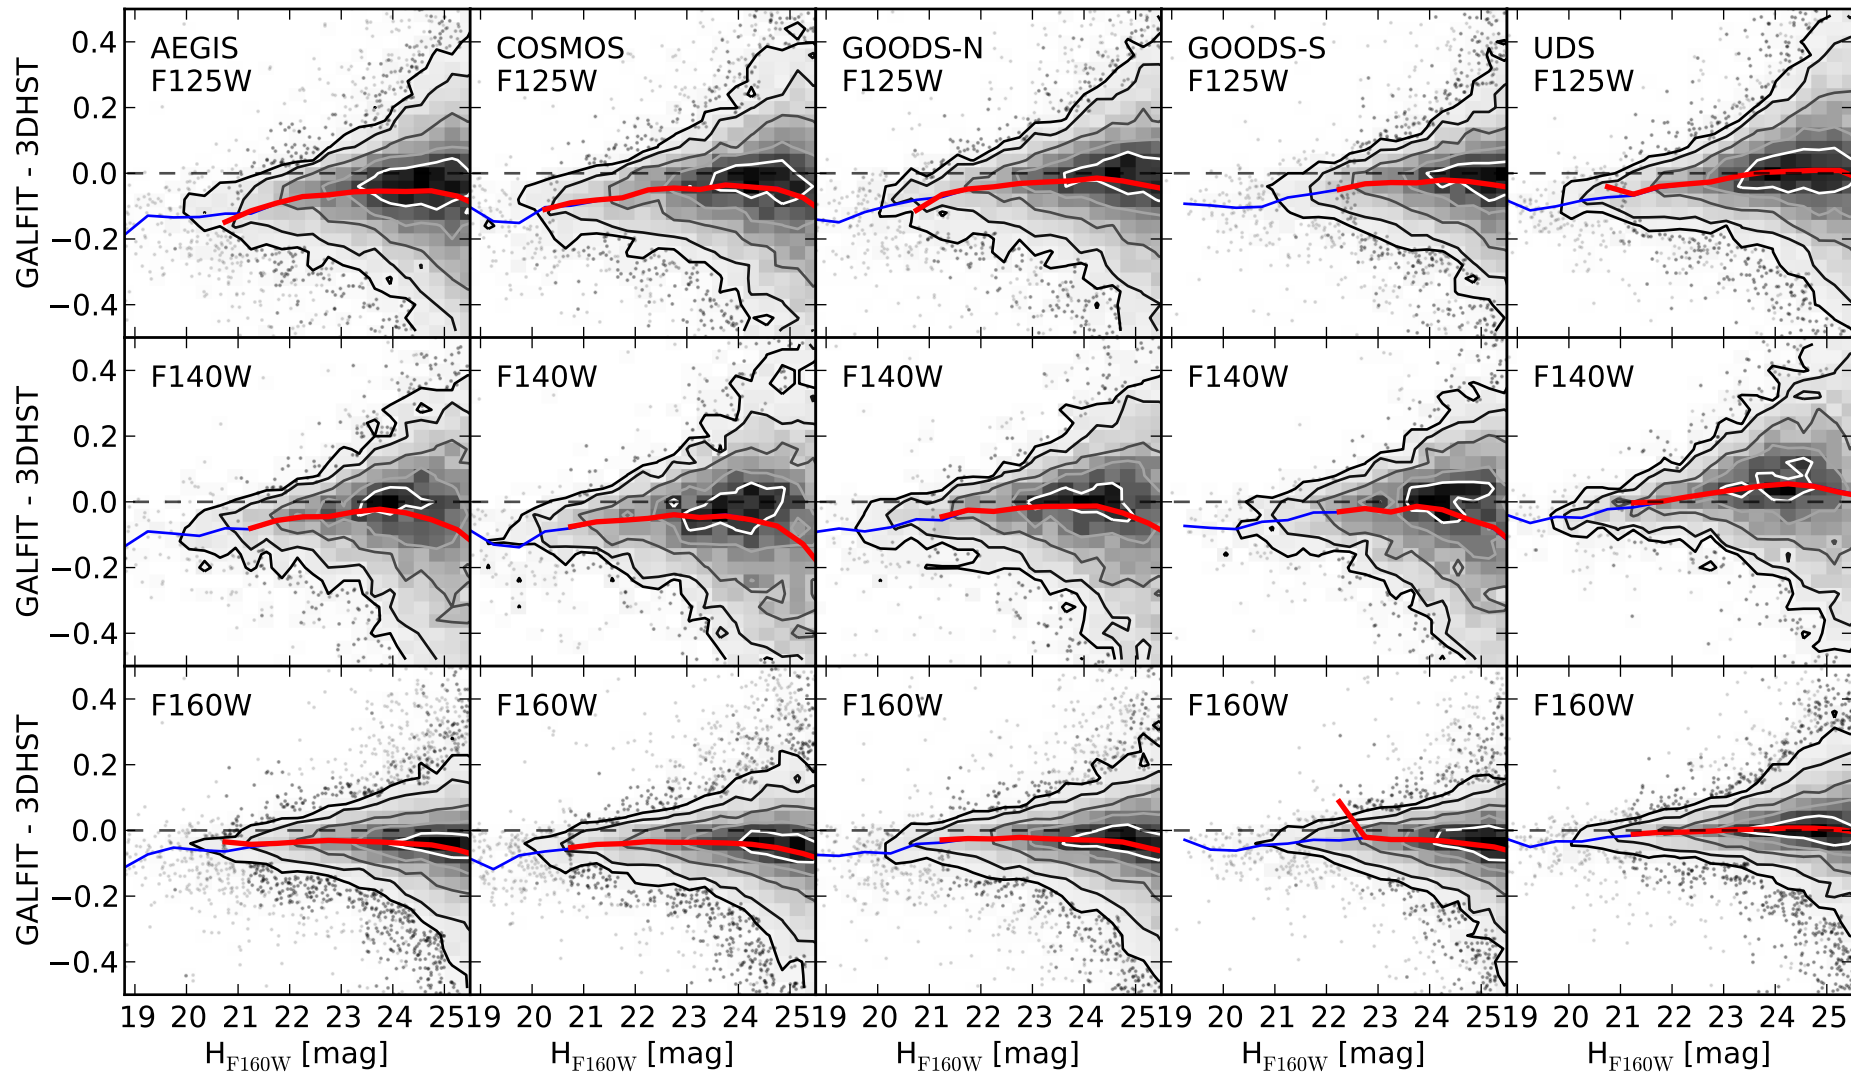 AEGIS
F125W
COSMOS
F125W
GOODS-N
F125W
GOODS-S
F125W
UDS
F125W
GALFIT - 3DHST
0.4
0.2
0.0
−0.2
−0.4
F140W
F140W
F140W
F140W
F140W
GALFIT - 3DHST
0.4
0.2
0.0
−0.2
−0.4
F160W
F160W
F160W
F160W
F160W
GALFIT - 3DHST
0.4
0.2
0.0
−0.2
−0.4
19 20 21 22 23 24 25
19 20 21 22 23 24 25
19 20 21 22 23 24 25
19 20 21 22 23 24 25
19 20 21 22 23 24 25
H_F160W [mag]
H_F160W [mag]
H_F160W [mag]
H_F160W [mag]
H_F160W [mag]